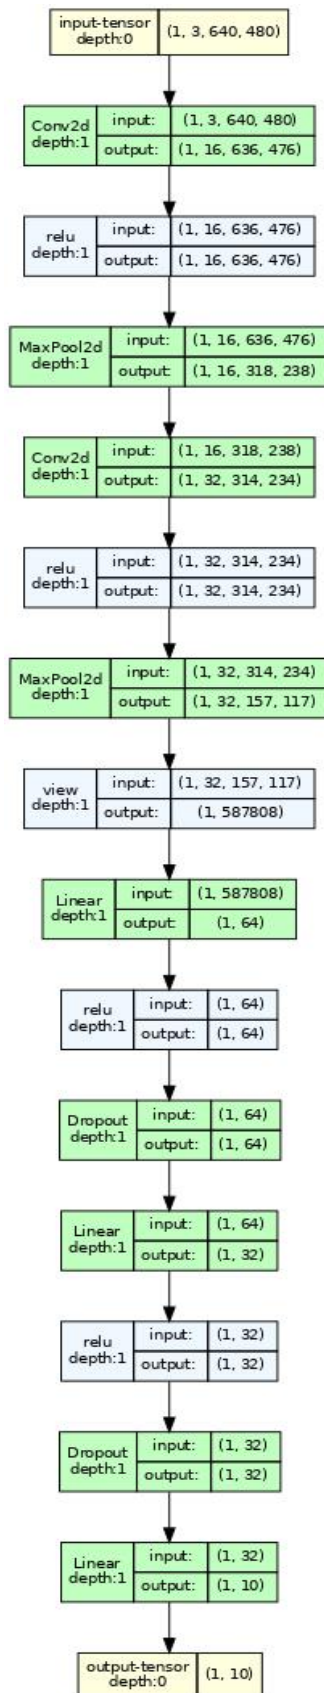 input-tensor
depth:0
(1, 3, 640, 480)
Conv2d
depth:1
input:
(1, 3, 640, 480)
output:
(1, 16, 636, 476)
relu
depth:1
input:
(1, 16, 636, 476)
output:
(1, 16, 636, 476)
MaxPool2d
depth:1
input:
(1, 16, 636, 476)
output:
(1, 16, 318, 238)
Conv2d
depth:1
input:
(1, 16, 318, 238)
output:
(1, 32, 314, 234)
relu
depth:1
input:
(1, 32, 314, 234)
output:
(1, 32, 314, 234)
MaxPool2d
depth:1
input:
(1, 32, 314, 234)
output:
(1, 32, 157, 117)
view
depth:1
input:
(1, 32, 157, 117)
output:
(1, 587808)
Linear
depth:1
input:
(1, 587808)
output:
(1, 64)
relu
depth:1
input:
(1, 64)
output:
(1, 64)
Dropout
depth:1
input:
(1, 64)
output:
(1, 64)
Linear
depth:1
input:
(1, 64)
output:
(1, 32)
relu
depth:1
input:
(1, 32)
output:
(1, 32)
Dropout
depth:1
input:
(1, 32)
output:
(1, 32)
Linear
depth:1
input:
(1, 32)
output:
(1, 10)
output-tensor
depth:0
(1, 10)